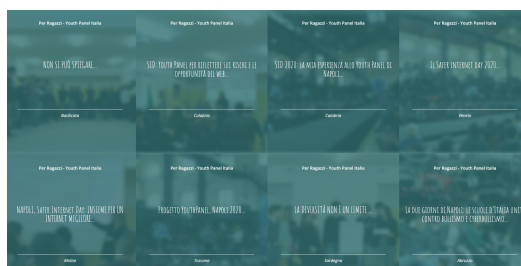 Per Ragazzi - Youth Panel Italia
NON SI PUÒ SPIEGARE...
Basilicata
Per Ragazzi - Youth Panel Italia
SID: YOUTH PANEL PER RIFLETTERE SUI RISCHI E LE
OPPORTUNITÀ DEL WEB...
Calabria
Per Ragazzi - Youth Panel Italia
SID 2020: LA MIA ESPERIENZA ALLO YOUTH PANEL DI
NAPOLI...
Calabria
Per Ragazzi - Youth Panel Italia
IL SAFER INTERNET DAY 2020...
Veneto
Per Ragazzi - Youth Panel Italia
NAPOLI, SAFER INTERNET DAY: INSIEME PER UN
INTERNET MIGLIORE...
Molise
Per Ragazzi - Youth Panel Italia
PROGETTO YOUTHPANEL, NAPOLI 2020...
Toscana
Per Ragazzi - Youth Panel Italia
LA DIVERSITÀ NON È UN LIMITE...
Sardegna
Per Ragazzi - Youth Panel Italia
LA DUE GIORNI DI NAPOLI: LE SCUOLE D'ITALIA UNIT
CONTRO BULLISMO E CYBERBULLISMO...
Abruzzo